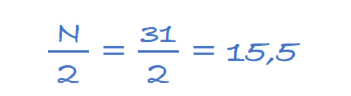 N/2 = 31/2 = 15,5